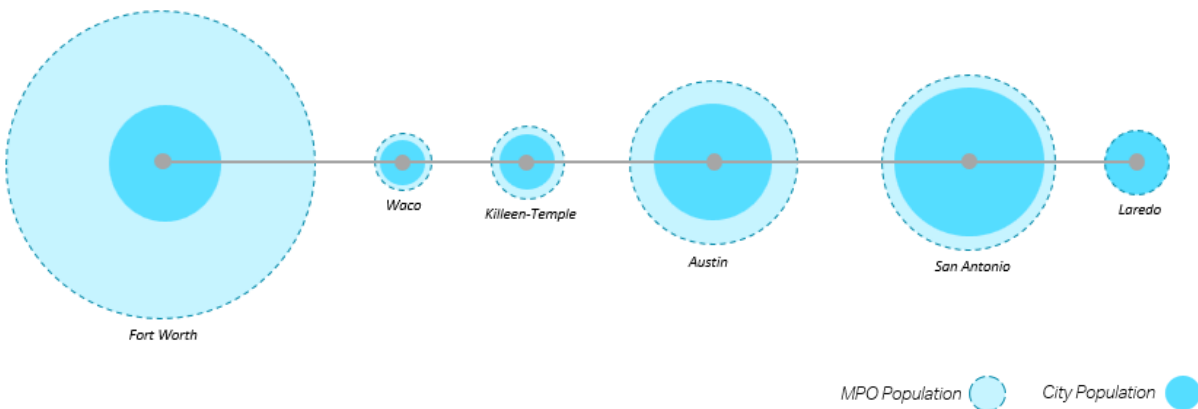 Waco
Killeen-Temple
Laredo
Austin
San Antonio
Fort Worth
MPO Population
City Population